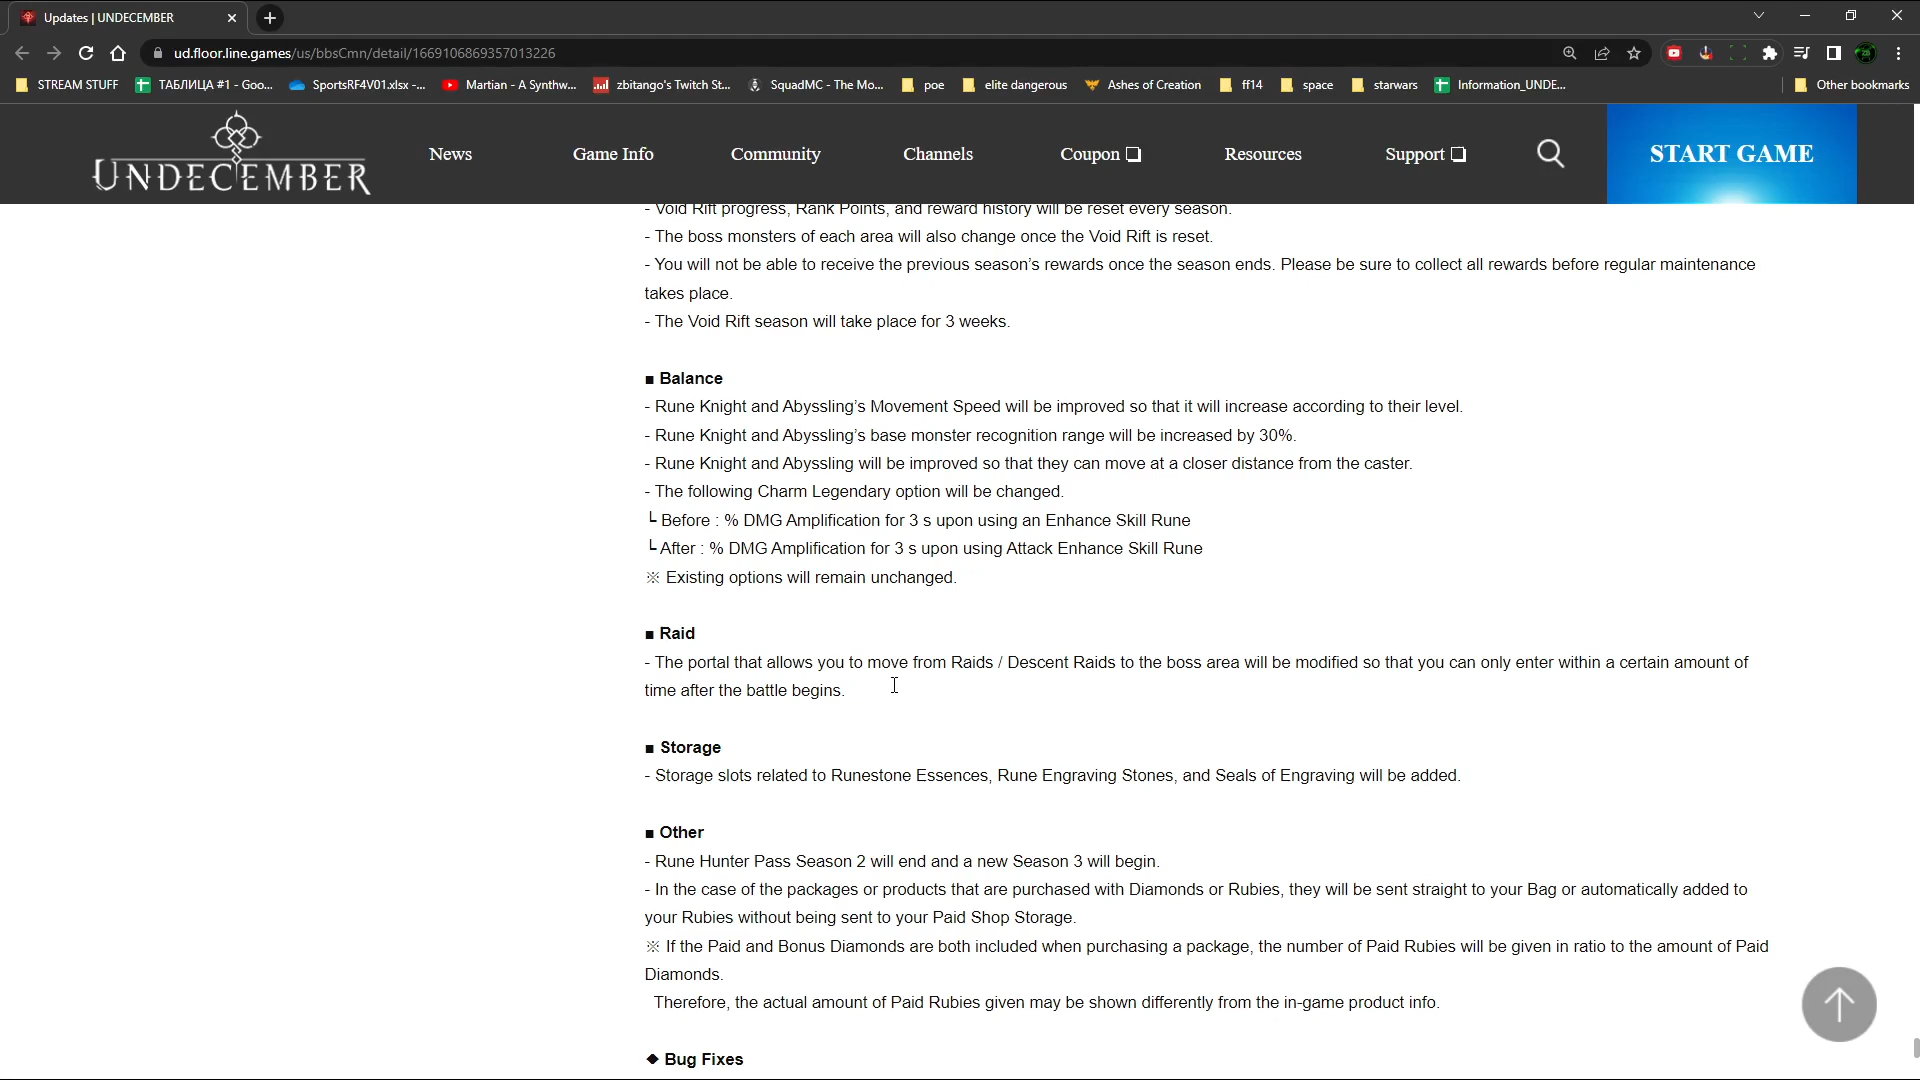 Updates | UNDECEMBER
ud.floor.line.games/us/bbsCmn/detail/1669106869357013226
STREAM STUFF
ТАБЛИЦА #1 - Goo...
SportsRF4V01.xlsx -...
Martian - A Synthw...
zbitango's Twitch St...
SquadMC - The Mo...
poe
elite dangerous
Ashes of Creation
ff14
space
starwars
Information_UNDE...
Other bookmarks
UNDECEMBER
News
Game Info
Community
Channels
Coupon
Resources
Support
START GAME
- Void Rift progress, Rank Points, and reward history will be reset every season.
- The boss monsters of each area will also change once the Void Rift is reset.
- You will not be able to receive the previous season’s rewards once the season ends. Please be sure to collect all rewards before regular maintenance
takes place.
- The Void Rift season will take place for 3 weeks.
■ Balance
- Rune Knight and Abyssling’s Movement Speed will be improved so that it will increase according to their level.
- Rune Knight and Abyssling’s base monster recognition range will be increased by 30%.
- Rune Knight and Abyssling will be improved so that they can move at a closer distance from the caster.
- The following Charm Legendary option will be changed.
┗ Before : % DMG Amplification for 3 s upon using an Enhance Skill Rune
┗ After : % DMG Amplification for 3 s upon using Attack Enhance Skill Rune
※ Existing options will remain unchanged.
■ Raid
- The portal that allows you to move from Raids / Descent Raids to the boss area will be modified so that you can only enter within a certain amount of
time after the battle begins.
■ Storage
- Storage slots related to Runestone Essences, Rune Engraving Stones, and Seals of Engraving will be added.
■ Other
- Rune Hunter Pass Season 2 will end and a new Season 3 will begin.
- In the case of the packages or products that are purchased with Diamonds or Rubies, they will be sent straight to your Bag or automatically added to
your Rubies without being sent to your Paid Shop Storage.
※ If the Paid and Bonus Diamonds are both included when purchasing a package, the number of Paid Rubies will be given in ratio to the amount of Paid
Diamonds.
Therefore, the actual amount of Paid Rubies given may be shown differently from the in-game product info.
◆ Bug Fixes